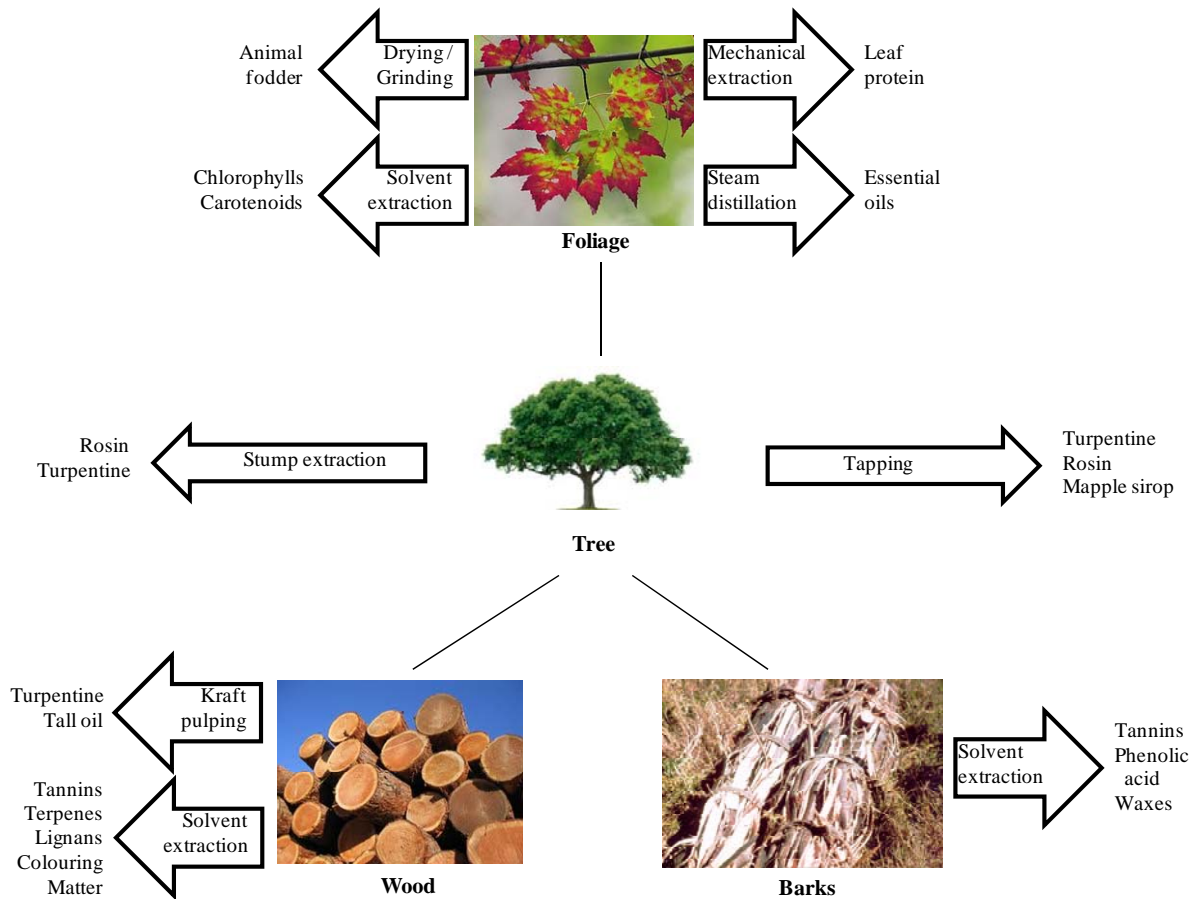 Animal
fodder
Drying /
Grinding
Mechanical
extraction
Leaf
protein
Chlorophylls
Carotenoids
Solvent
extraction
Steam
distillation
Essential
oils
Foliage
Rosin
Turpentine
Stump extraction
Tapping
Turpentine
Rosin
Mapple sirop
Tree
Turpentine
Tall oil
Kraft
pulping
Tannins
Terpenes
Lignans
Colouring
Matter
Solvent
extraction
Wood
Solvent
extraction
Tannins
Phenolic
acid
Waxes
Barks